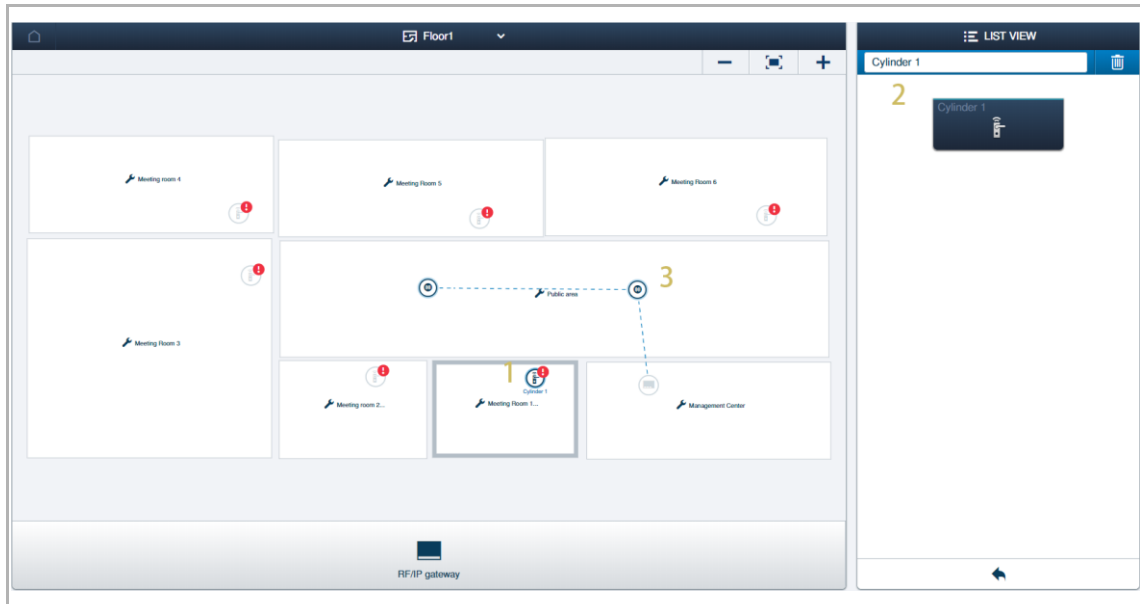 Floor1
LIST VIEW
Cylinder 1
2
Cylinder 1
Meeting room 4
Meeting Room 5
Meeting Room 6
3
Public area
Meeting Room 3
1
Cylinder 1
Meeting room 2...
Meeting Room 1...
Management Center
RF/IP gateway